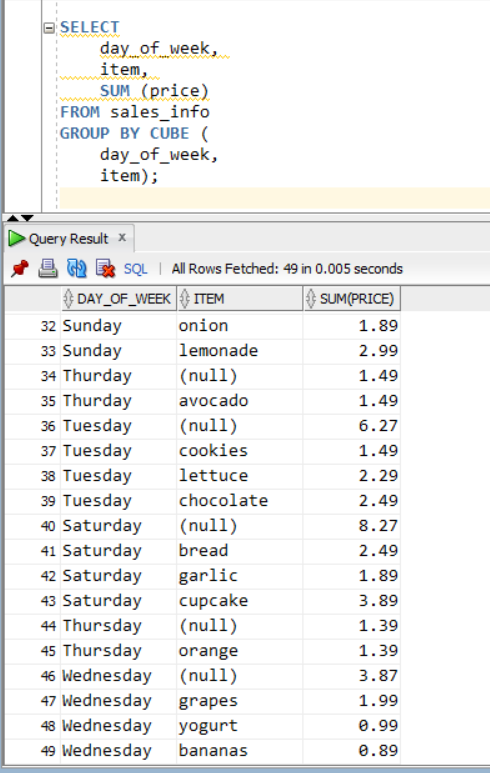 SELECT
day_of_week,
item,
SUM (price)
FROM sales_info
GROUP BY CUBE (
day_of_week,
item);
Query Result x
SQL | All Rows Fetched: 49 in 0.005 seconds
DAY_OF_WEEK ITEM SUM(PRICE)
32 Sunday onion 1.89
33 Sunday lemonade 2.99
34 Thurday (null) 1.49
35 Thurday avocado 1.49
36 Tuesday (null) 6.27
37 Tuesday cookies 1.49
38 Tuesday lettuce 2.29
39 Tuesday chocolate 2.49
40 Saturday (null) 8.27
41 Saturday bread 2.49
42 Saturday garlic 1.89
43 Saturday cupcake 3.89
44 Thursday (null) 1.39
45 Thursday orange 1.39
46 Wednesday (null) 3.87
47 Wednesday grapes 1.99
48 Wednesday yogurt 0.99
49 Wednesday bananas 0.89